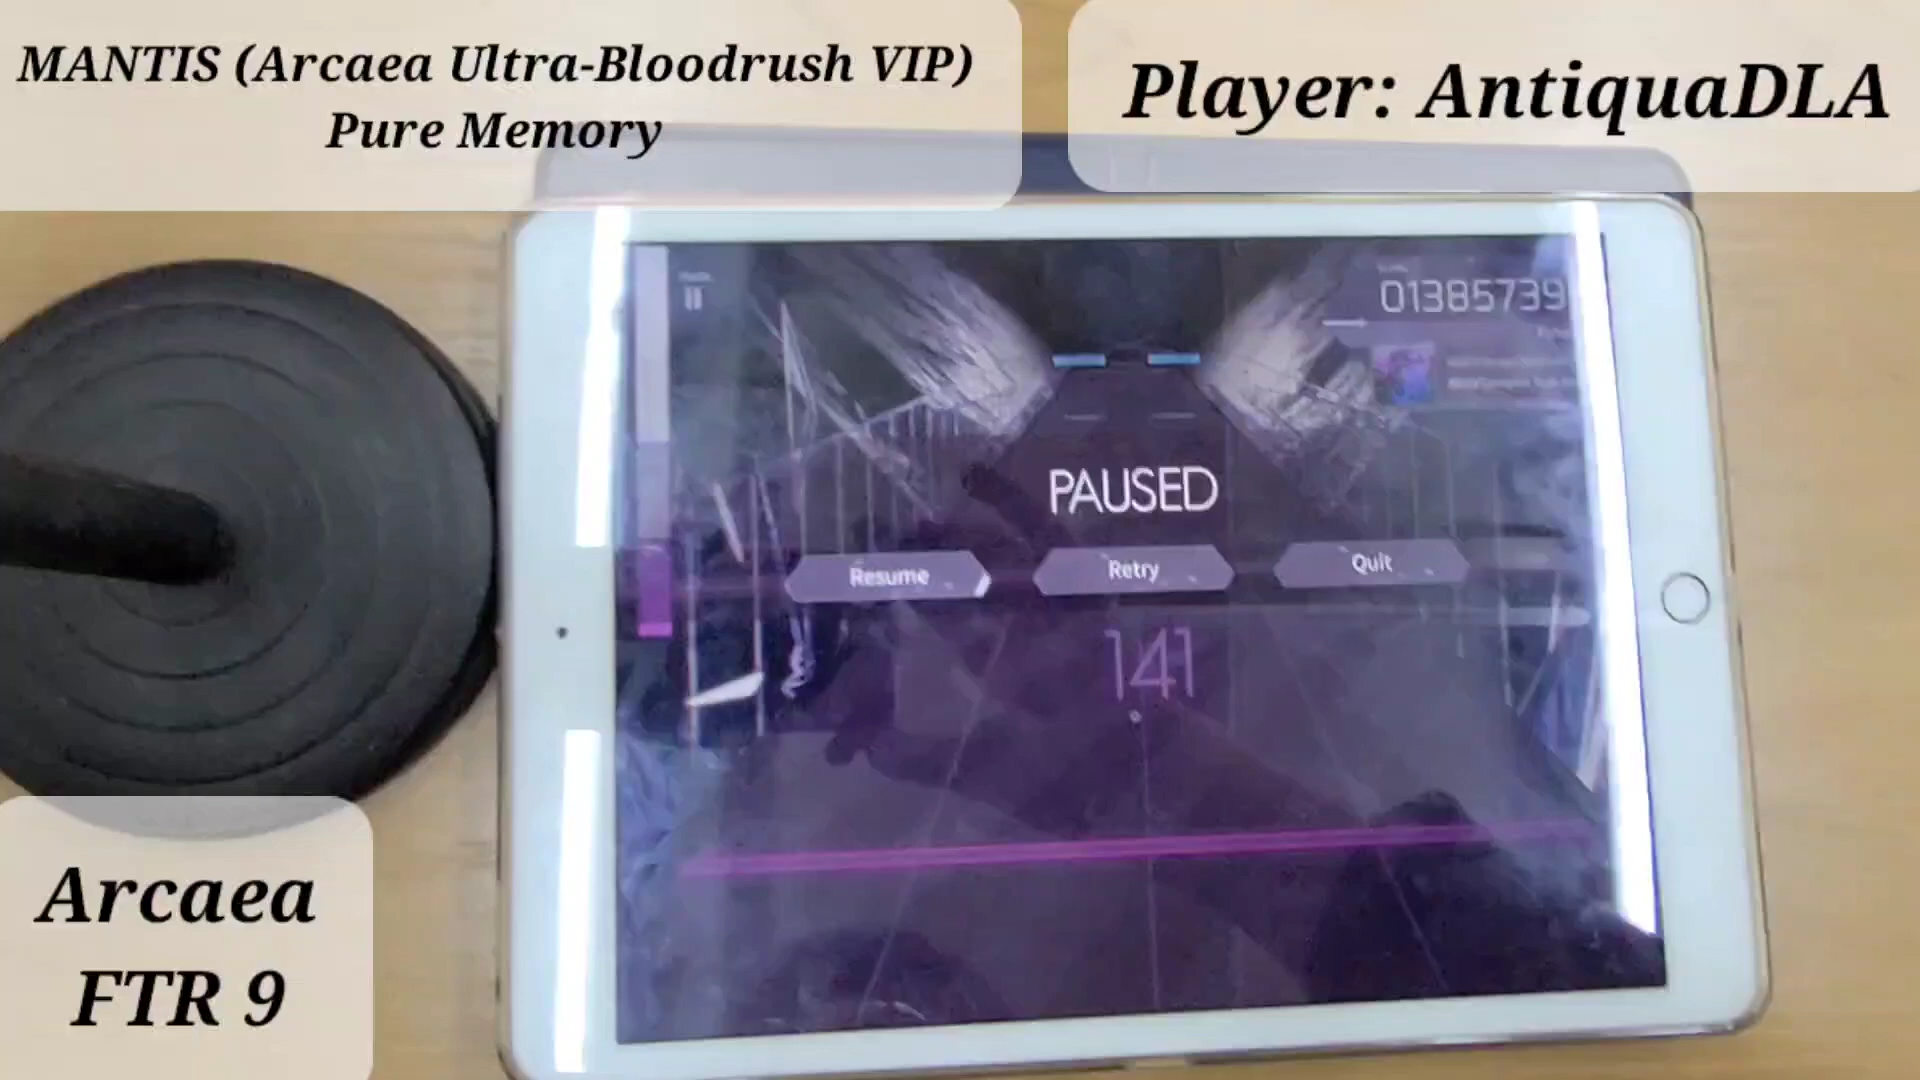 MANTIS (Arcaea Ultra-Bloodrush VIP)
Pure Memory
Player: AntiquaDLA
01385739
PAUSED
Resume
Retry
Quit
141
Arcaea
FTR 9